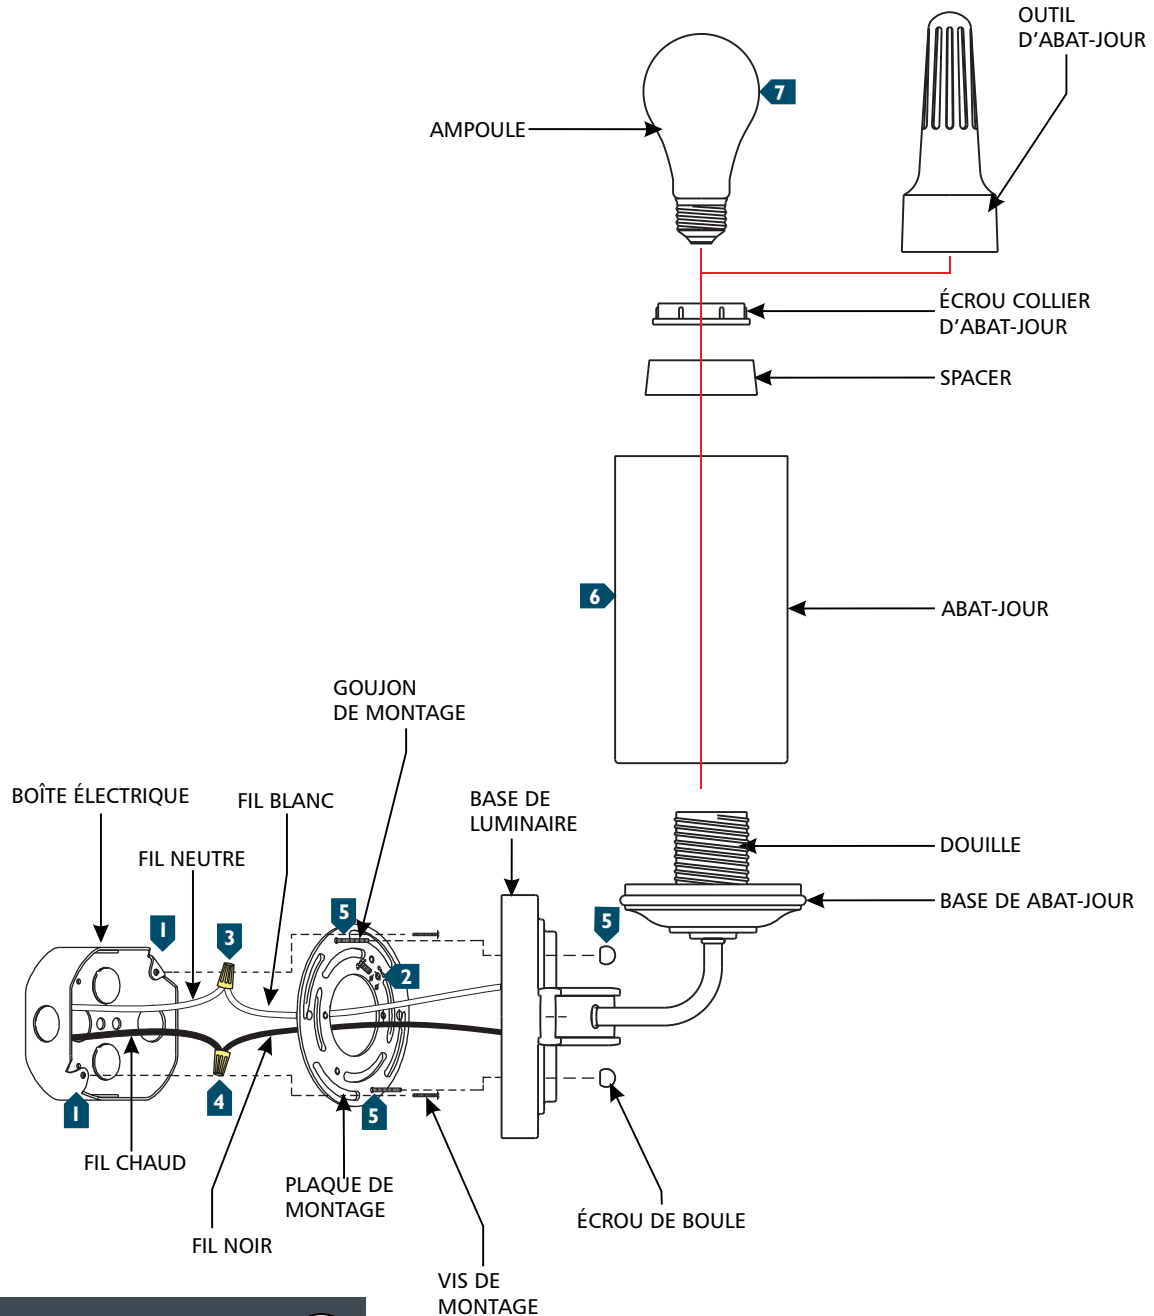 OUTIL
D'ABAT-JOUR
7
AMPOULE
ÉCROU COLLIER
D'ABAT-JOUR
SPACER
6
ABAT-JOUR
GOUJON
DE MONTAGE
BOÎTE ÉLECTRIQUE
FIL BLANC
BASE DE
LUMINAIRE
FIL NEUTRE
DOUILLE
BASE DE ABAT-JOUR
1
3
5
5
2
1
4
5
FIL CHAUD
PLAQUE DE
MONTAGE
ÉCROU DE BOULE
FIL NOIR
VIS DE
MONTAGE